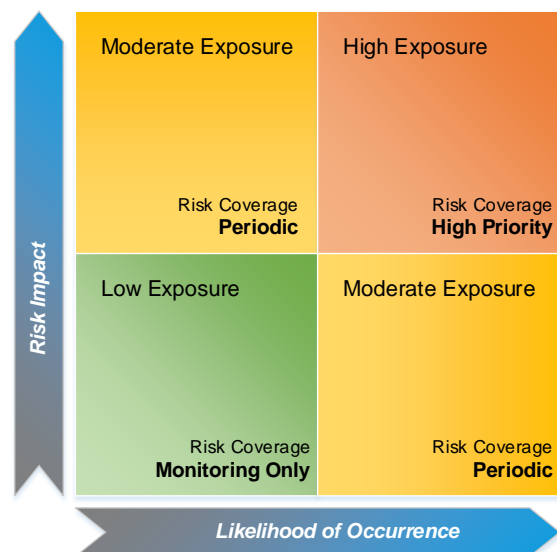 Moderate Exposure
Risk Coverage
Periodic
High Exposure
Risk Coverage
High Priority
Risk Impact
Low Exposure
Risk Coverage
Monitoring Only
Moderate Exposure
Risk Coverage
Periodic
Likelihood of Occurrence